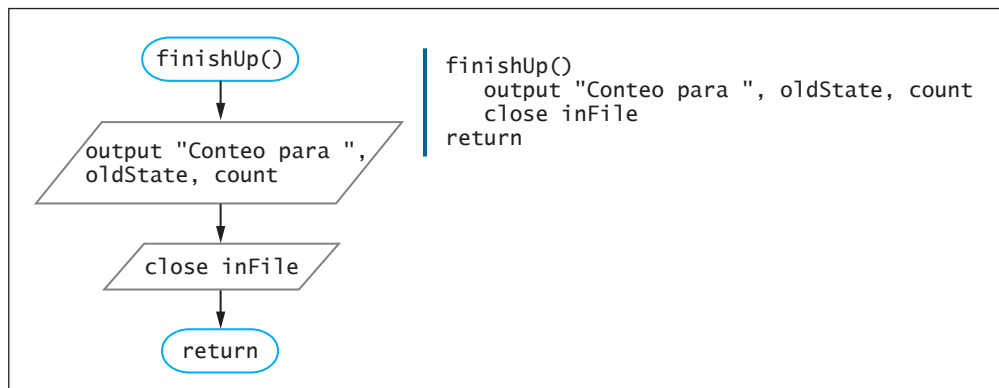 finishUp()
output "Conteo para ",
oldState, count
close inFile
return
finishUp()
output "Conteo para ", oldState, count
close inFile
return